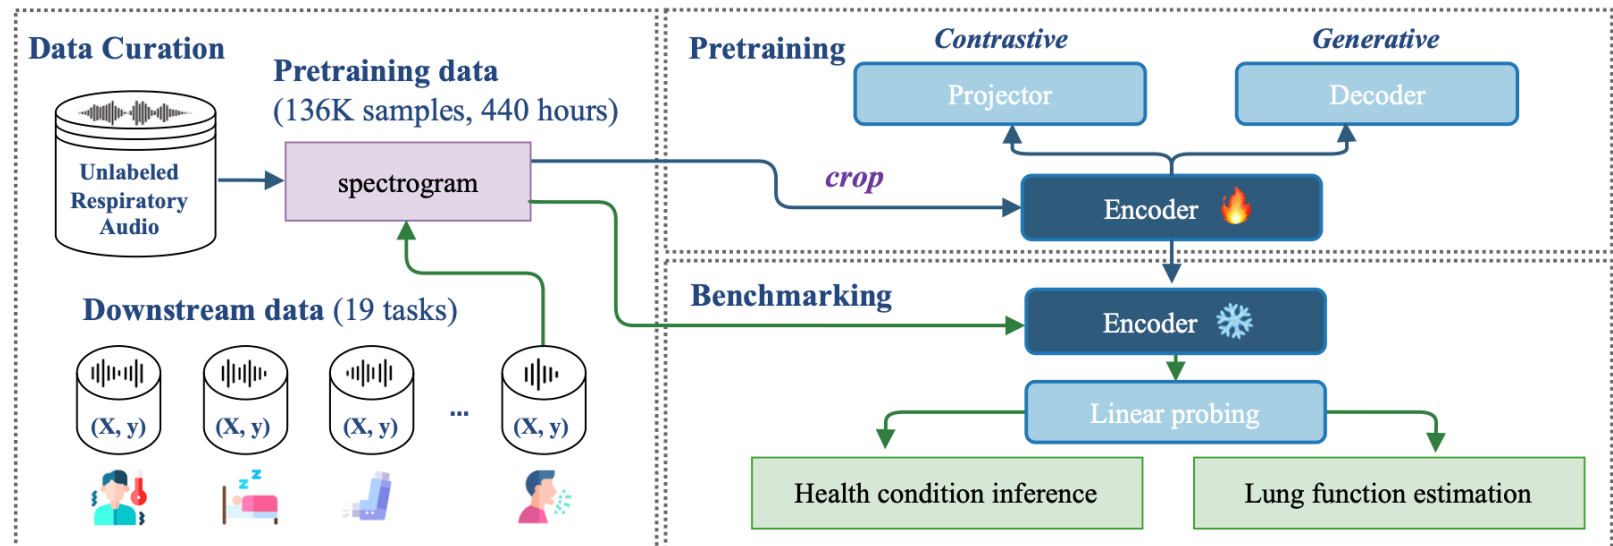 Data Curation
Pretraining data
(136K samples, 440 hours)
Unlabeled
Respiratory
Audio
spectrogram
Downstream data (19 tasks)
(X, y)
(X, y)
(X, y)
...
(X, y)
z
z
z
Pretraining
Contrastive
Generative
Projector
Decoder
crop
Encoder
Benchmarking
Encoder
Linear probing
Health condition inference
Lung function estimation